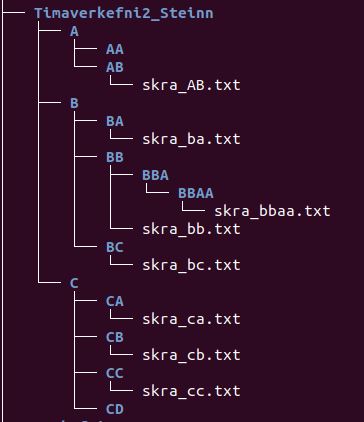 Timaverkefni2_Steinn
A
AA
AB
skra_AB.txt
B
BA
skra_ba.txt
BB
BBA
BBAA
skra_bbaa.txt
skra_bb.txt
BC
skra_bc.txt
C
CA
skra_ca.txt
CB
skra_cb.txt
CC
skra_cc.txt
CD